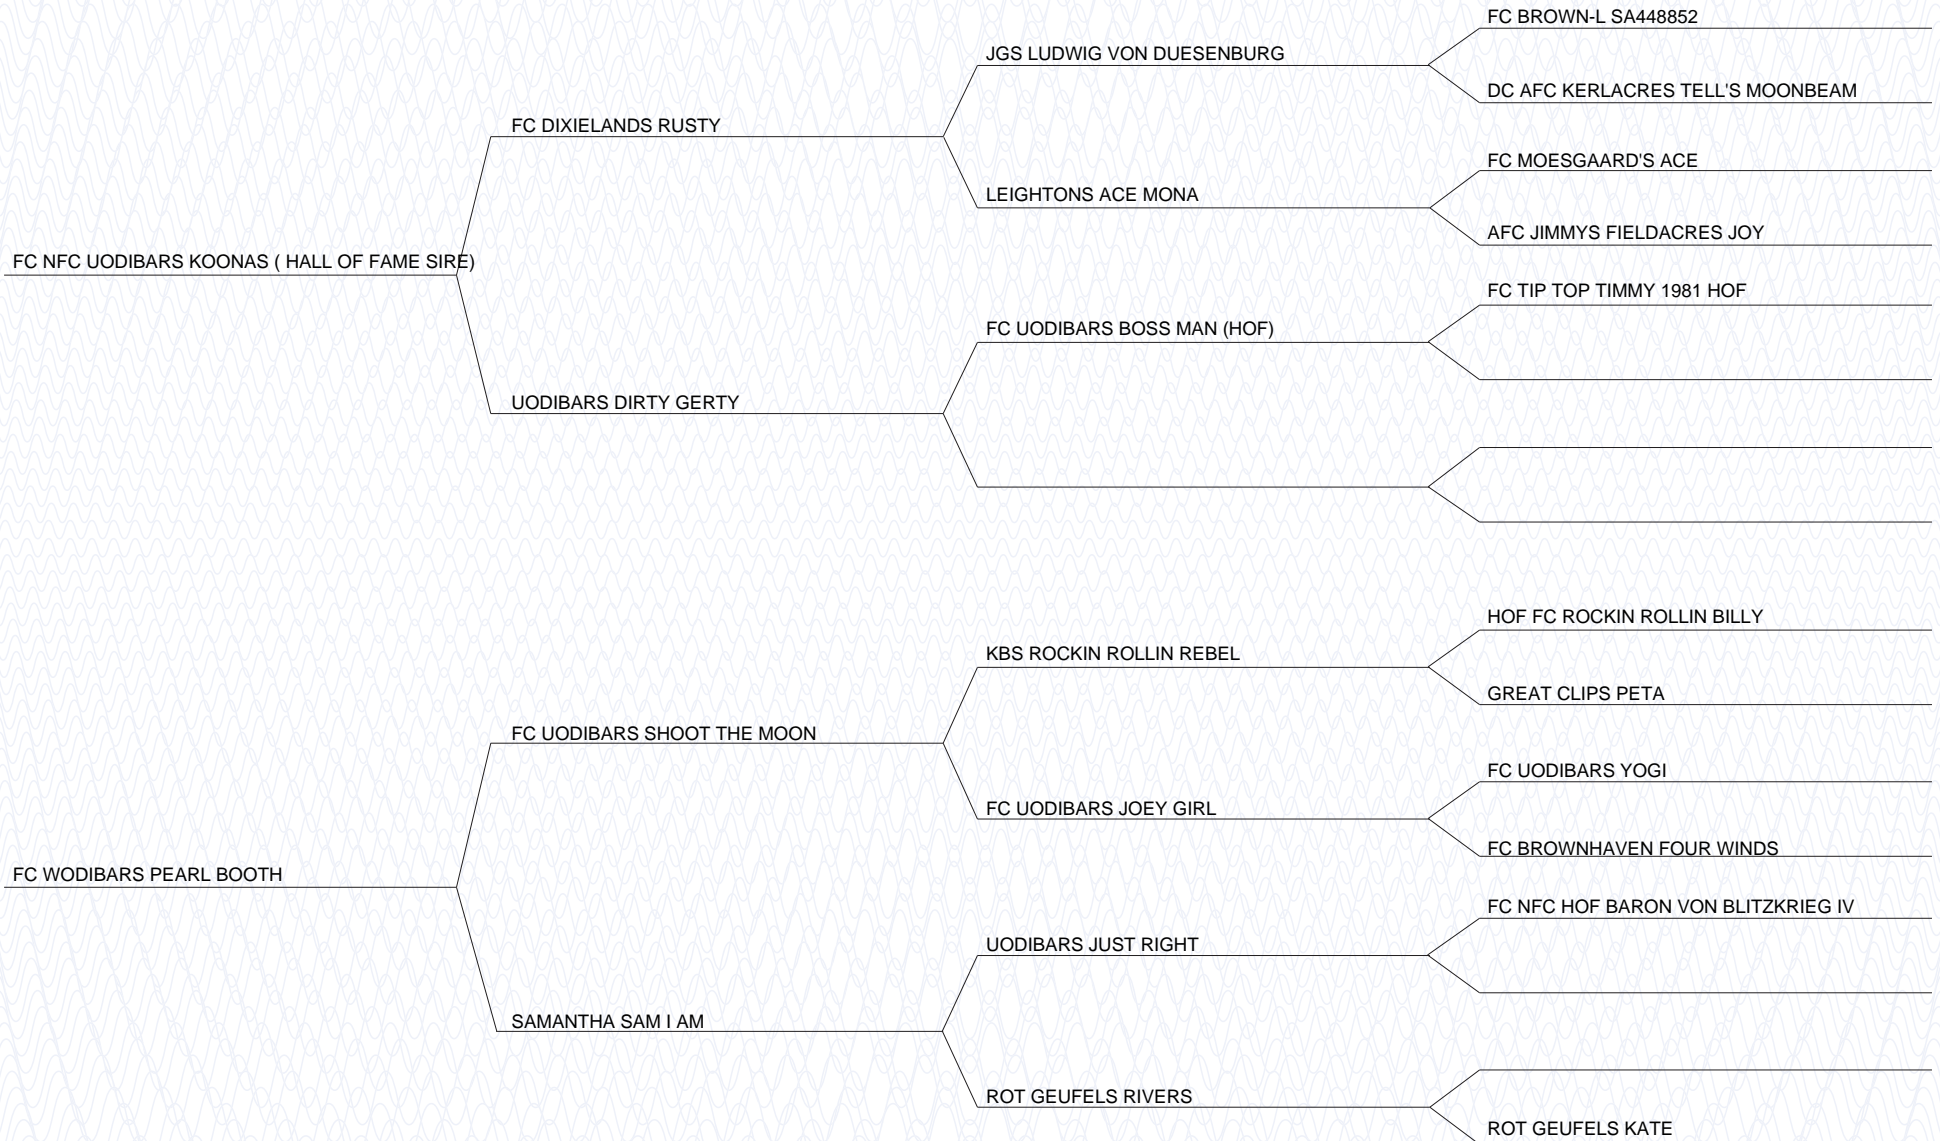 FC BROWN-L SA448852
JGS LUDWIG VON DUESENBURG
DC AFC KERLACRES TELL'S MOONBEAM
FC DIXIELANDS RUSTY
FC MOESGAARD'S ACE
LEIGHTONS ACE MONA
AFC JIMMYS FIELDACRES JOY
FC NFC UODIBARS KOONAS ( HALL OF FAME SIRE)
FC TIP TOP TIMMY 1981 HOF
FC UODIBARS BOSS MAN (HOF)
UODIBARS DIRTY GERTY
HOF FC ROCKIN ROLLIN BILLY
KBS ROCKIN ROLLIN REBEL
GREAT CLIPS PETA
FC UODIBARS SHOOT THE MOON
FC UODIBARS YOGI
FC UODIBARS JOEY GIRL
FC BROWNHAVEN FOUR WINDS
FC WODIBARS PEARL BOOTH
FC NFC HOF BARON VON BLITZKRIEG IV
UODIBARS JUST RIGHT
SAMANTHA SAM I AM
ROT GEUFELS RIVERS
ROT GEUFELS KATE